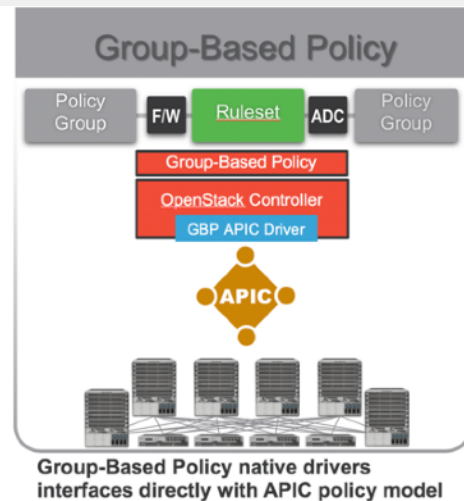 Group-Based Policy
Policy Group
F/W
Ruleset
ADC
Policy Group
Group-Based Policy
OpenStack Controller
GBP APIC Driver
APIC
Group-Based Policy native drivers
interfaces directly with APIC policy model